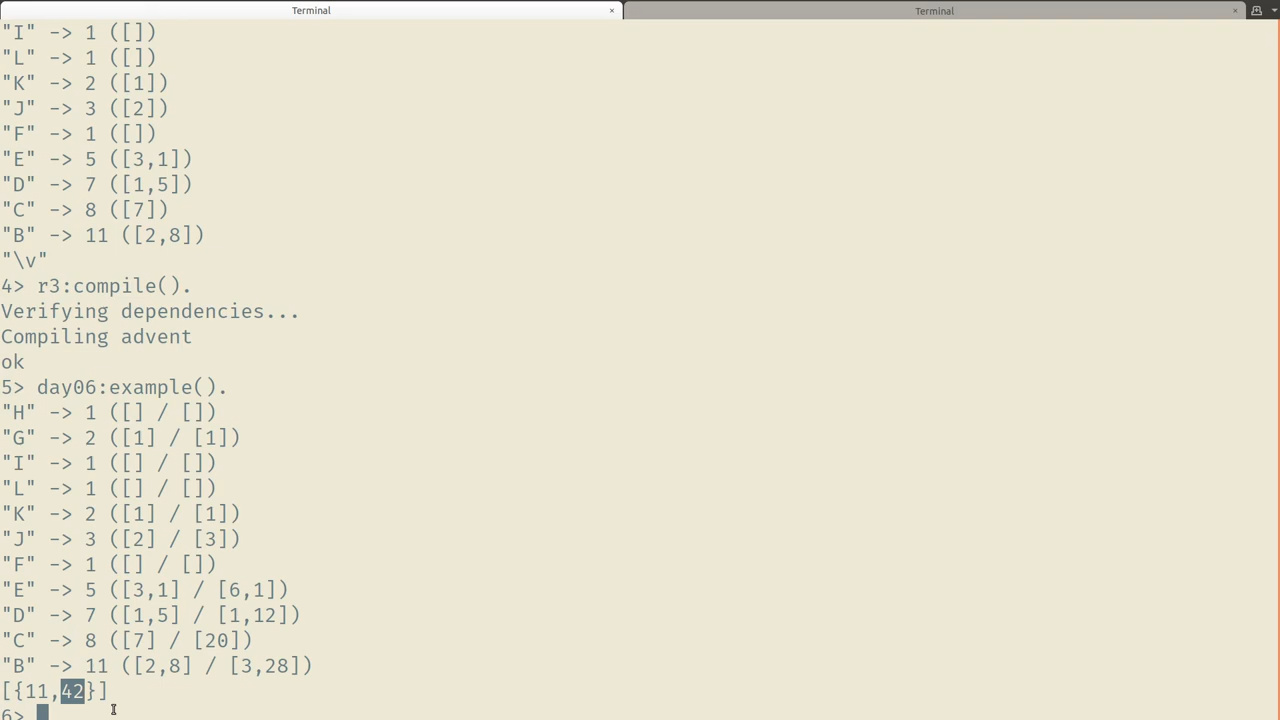 Terminal × Terminal ×
"I" -> 1 ([])
"L" -> 1 ([])
"K" -> 2 ([1])
"J" -> 3 ([2])
"F" -> 1 ([])
"E" -> 5 ([3,1])
"D" -> 7 ([1,5])
"C" -> 8 ([7])
"B" -> 11 ([2,8])
"\v"
4> r3:compile().
Verifying dependencies...
Compiling advent
ok
5> day06:example().
"H" -> 1 ([] / [])
"G" -> 2 ([1] / [1])
"I" -> 1 ([] / [])
"L" -> 1 ([] / [])
"K" -> 2 ([1] / [1])
"J" -> 3 ([2] / [3])
"F" -> 1 ([] / [])
"E" -> 5 ([3,1] / [6,1])
"D" -> 7 ([1,5] / [1,12])
"C" -> 8 ([7] / [20])
"B" -> 11 ([2,8] / [3,28])
[{11,42}]
6>